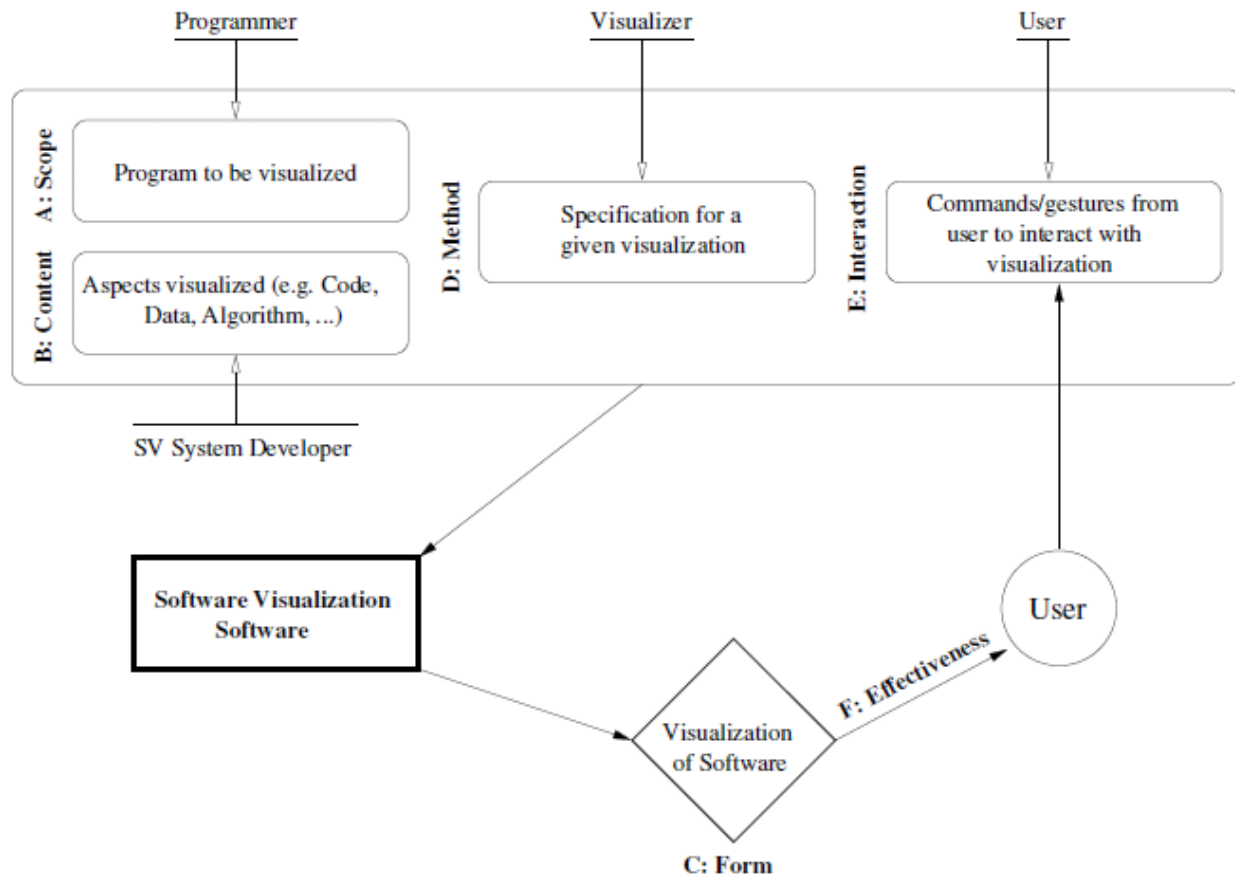 Programmer
Visualizer
User
A: Scope
Program to be visualized
B: Content
Aspects visualized (e.g. Code,
Data, Algorithm, ...)
D: Method
Specification for a
given visualization
E: Interaction
Commands/gestures from
user to interact with
visualization
SV System Developer
Software Visualization
Software
Visualization
of Software
C: Form
F: Effectiveness
User